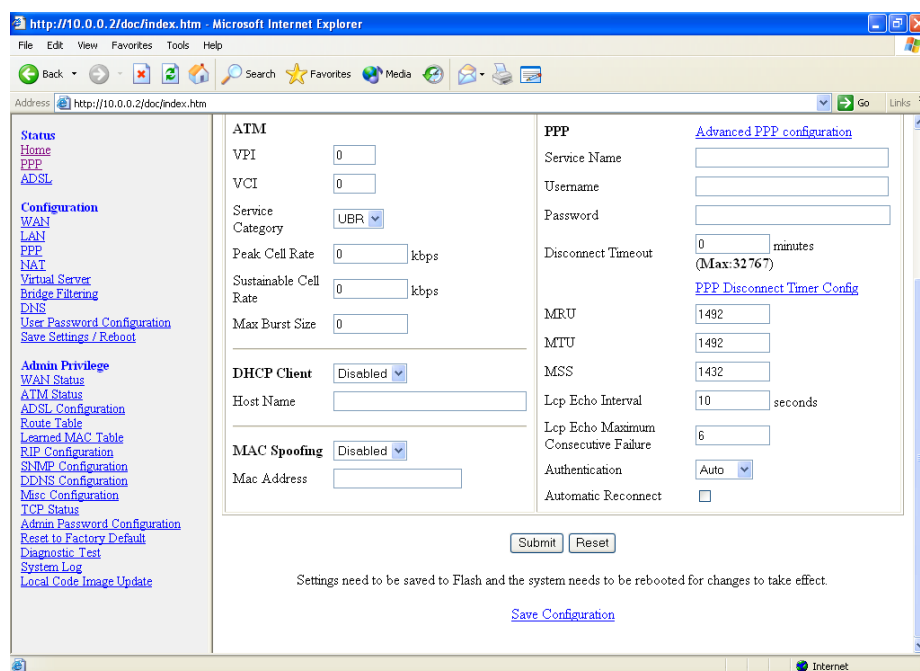 http://10.0.0.2/doc/index.htm - Microsoft Internet Explorer
File Edit View Favorites Tools Help
Back Search Favorites Media
Address http://10.0.0.2/doc/index.htm Go Links
Status
Home
PPP
ADSL
Configuration
WAN
LAN
PPP
NAT
Virtual Server
Bridge Filtering
DNS
User Password Configuration
Save Settings / Reboot
Admin Privilege
WAN Status
ATM Status
ADSL Configuration
Route Table
Learned MAC Table
RIP Configuration
SNMP Configuration
DDNS Configuration
Misc Configuration
TCP Status
Admin Password Configuration
Reset to Factory Default
Diagnostic Test
System Log
Local Code Image Update
ATM
VPI 0
VCI 0
Service
Category UBR
Peak Cell Rate 0 kbps
Sustainable Cell
Rate 0 kbps
Max Burst Size 0
DHCP Client Disabled
Host Name
MAC Spoofing Disabled
Mac Address
PPP Advanced PPP configuration
Service Name
Username
Password
Disconnect Timeout 0 minutes
(Max:32767)
PPP Disconnect Timer Config
MRU 1492
MTU 1492
MSS 1432
Lcp Echo Interval 10 seconds
Lcp Echo Maximum
Consecutive Failure 6
Authentication Auto
Automatic Reconnect
Submit Reset
Settings need to be saved to Flash and the system needs to be rebooted for changes to take effect.
Save Configuration
Internet